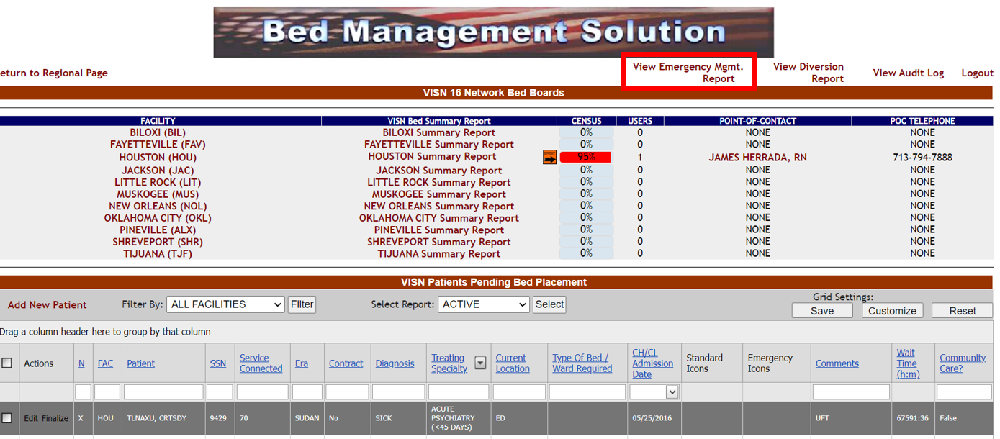 Bed Management Solution
eturn to Regional Page
View Emergency Mgmt.
Report
View Diversion
Report
View Audit Log
Logout
VISN 16 Network Bed Boards
FACILITY VISN Bed Summary Report CENSUS USERS POINT-OF-CONTACT POC TELEPHONE
BILOXI (BIL) BILOXI Summary Report 0% 0 NONE NONE
FAYETTEVILLE (FAV) FAYETTEVILLE Summary Report 0% 0 NONE NONE
HOUSTON (HOU) HOUSTON Summary Report 95% 1 JAMES HERRADA, RN 713-794-7888
JACKSON (JAC) JACKSON Summary Report 0% 0 NONE NONE
LITTLE ROCK (LIT) LITTLE ROCK Summary Report 0% 0 NONE NONE
MUSKOGEE (MUS) MUSKOGEE Summary Report 0% 0 NONE NONE
NEW ORLEANS (NOL) NEW ORLEANS Summary Report 0% 0 NONE NONE
OKLAHOMA CITY (OKL) OKLAHOMA CITY Summary Report 0% 0 NONE NONE
PINEVILLE (ALX) PINEVILLE Summary Report 0% 0 NONE NONE
SHREVEPORT (SHR) SHREVEPORT Summary Report 0% 0 NONE NONE
TIJUANA (TJF) TIJUANA Summary Report 0% 0 NONE NONE
VISN Patients Pending Bed Placement
Add New Patient Filter By: ALL FACILITIES Filter Select Report: ACTIVE Select
Grid Settings:
Save Customize Reset
Drag a column header here to group by that column
Actions
N
FAC
Patient
SSN
Service
Connected
Era
Contract
Diagnosis
Treating
Specialty
Current
Location
Type Of Bed /
Ward Required
CH/CL
Admission
Date
Standard
Icons
Emergency
Icons
Comments
Wait
Time
(h:m)
Community
Care?
Edit Finalize X HOU TLNAXU, CRTSDY 9429 70 SUDAN No SICK
ACUTE
PSYCHIATRY
(<45 DAYS)
ED 05/25/2016 UFT 67591:36 False